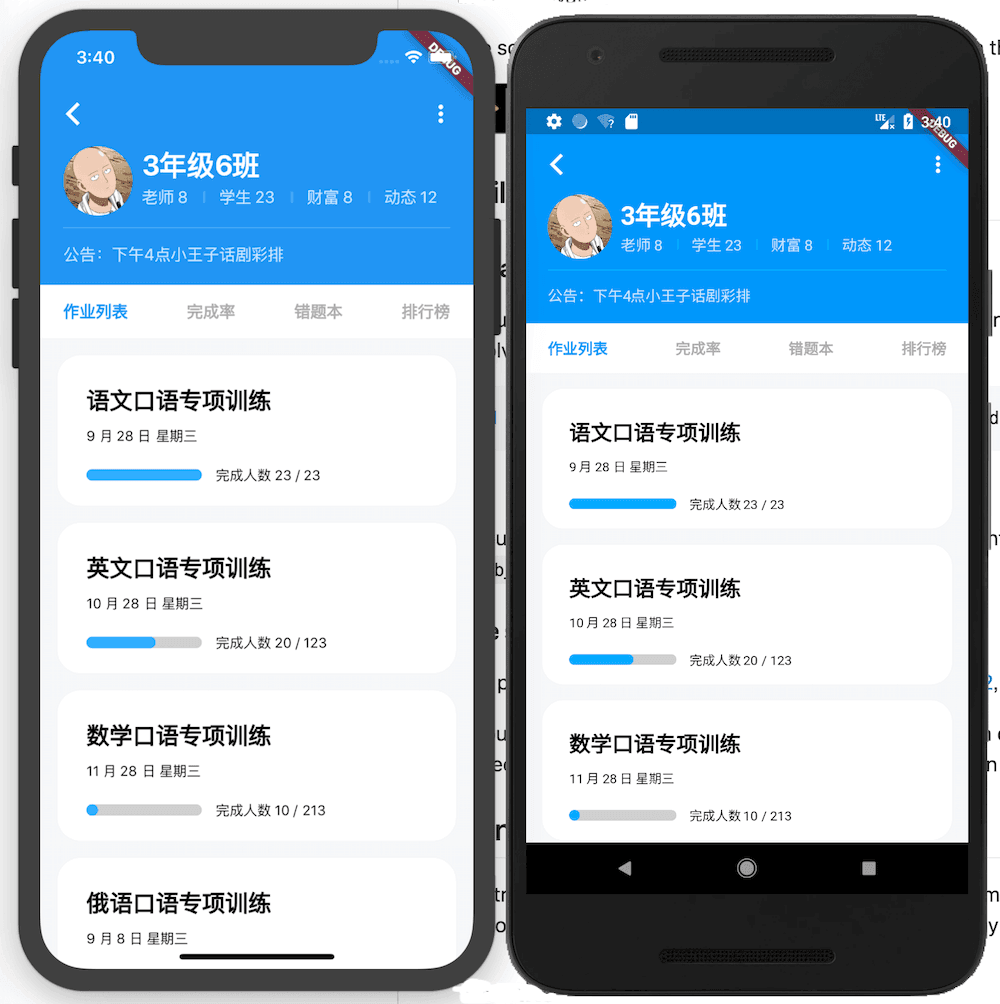 3:40
DEBUG
3年级6班
老师 8 学生 23 财富 8 动态 12
公告：下午4点小王子话剧彩排
作业列表 完成率 错题本 排行榜
语文口语专项训练
9 月 28 日 星期三
完成人数 23 / 23
英文口语专项训练
10 月 28 日 星期三
完成人数 20 / 123
数学口语专项训练
11 月 28 日 星期三
完成人数 10 / 213
俄语口语专项训练
9 月 8 日 星期三
LTE 3:40
DEBUG
3年级6班
老师 8 学生 23 财富 8 动态 12
公告：下午4点小王子话剧彩排
作业列表 完成率 错题本 排行榜
语文口语专项训练
9 月 28 日 星期三
完成人数 23 / 23
英文口语专项训练
10 月 28 日 星期三
完成人数 20 / 123
数学口语专项训练
11 月 28 日 星期三
完成人数 10 / 213